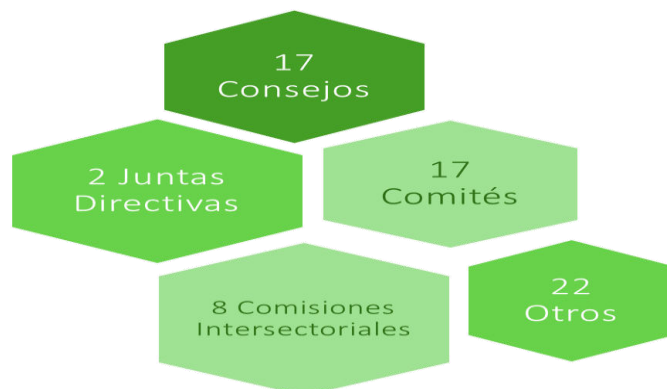 17
Consejos
2 Juntas
Directivas
17
Comités
8 Comisiones
Intersectoriales
22
Otros